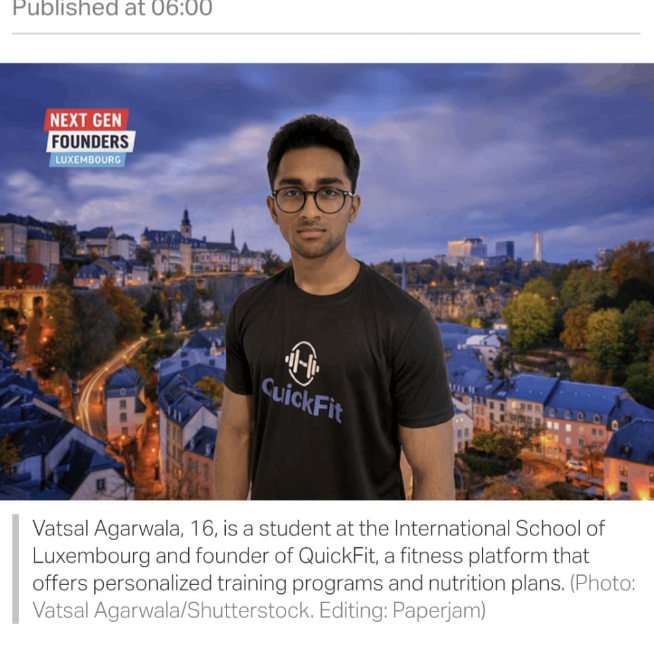 Published at 06:00
NEXT GEN
FOUNDERS
LUXEMBOURG
QuickFit
Vatsal Agarwala, 16, is a student at the International School of
Luxembourg and founder of QuickFit, a fitness platform that
offers personalized training programs and nutrition plans. (Photo:
Vatsal Agarwala/Shutterstock. Editing: Paperjam)